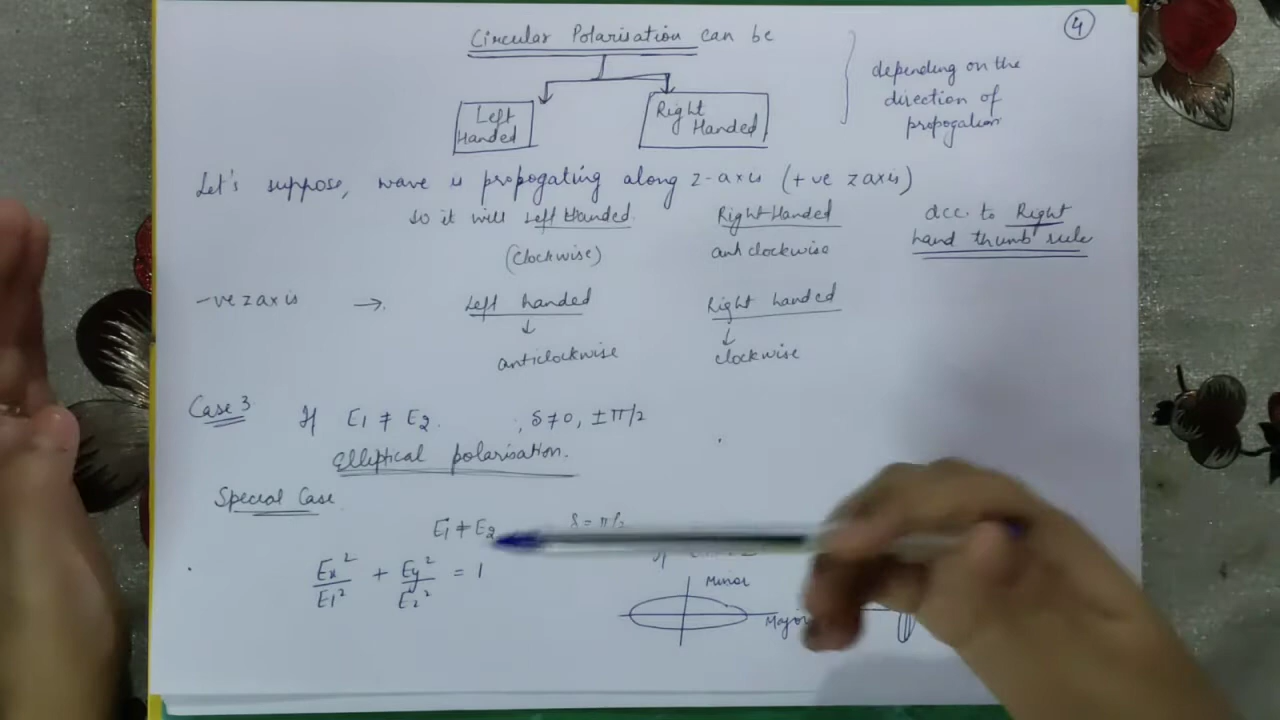 4
Circular Polarisation can be
Left Handed
Right Handed
depending on the
direction of
propogation
Let's suppose, wave is propogating along z-axis (+ve z axis)
so it will Left Handed
Right Handed
acc. to Right
hand thumb rule
(clockwise)
anticlockwise
-ve z axis → Left handed
Right handed
↓
↓
anticlockwise
clockwise
Case 3 If E1 ≠ E2 , δ ≠ 0, ± π/2
Elliptical polarisation.
Special Case
E1 ≠ E2
δ = π/2
Ex²/E1² + Ey²/E2² = 1
Minor
Major